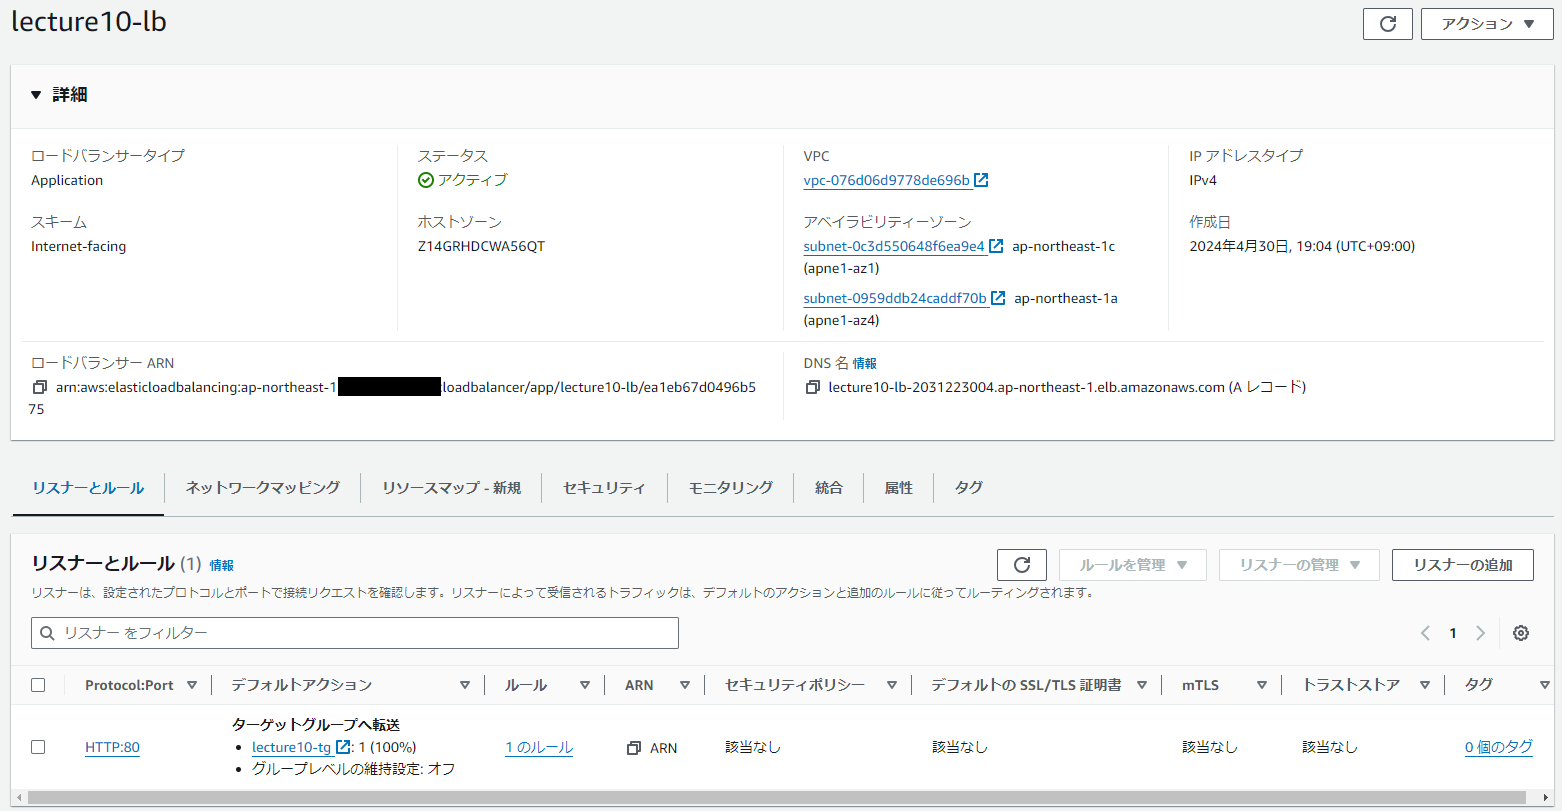 lecture10-lb
アクション
詳細
ロードバランサータイプ
Application
ステータス
アクティブ
VPC
vpc-076d06d9778de696b
IP アドレスタイプ
IPv4
スキーム
Internet-facing
ホストゾーン
Z14GRHDCWA56QT
アベイラビリティーゾーン
subnet-0c3d550648f6ea9e4 ap-northeast-1c
(apne1-az1)
subnet-0959ddb24caddf70b ap-northeast-1a
(apne1-az4)
作成日
2024年4月30日, 19:04 (UTC+09:00)
ロードバランサー ARN
arn:aws:elasticloadbalancing:ap-northeast-1 :loadbalancer/app/lecture10-lb/ea1eb67d0496b5
75
DNS 名 情報
lecture10-lb-2031223004.ap-northeast-1.elb.amazonaws.com (A レコード)
リスナーとルール ネットワークマッピング リソースマップ - 新規 セキュリティ モニタリング 統合 属性 タグ
リスナーとルール (1) 情報
ルールを管理 リスナーの管理 リスナーの追加
リスナーは、設定されたプロトコルとポートで接続リクエストを確認します。リスナーによって受信されるトラフィックは、デフォルトのアクションと追加のルールに従ってルーティングされます。
リスナー をフィルター
1
Protocol:Port デフォルトアクション ルール ARN セキュリティポリシー デフォルトの SSL/TLS 証明書 mTLS トラストストア タグ
HTTP:80
ターゲットグループへ転送
• lecture10-tg : 1 (100%)
• グループレベルの維持設定: オフ
1 のルール
ARN
該当なし
該当なし
該当なし
該当なし
0 個のタグ